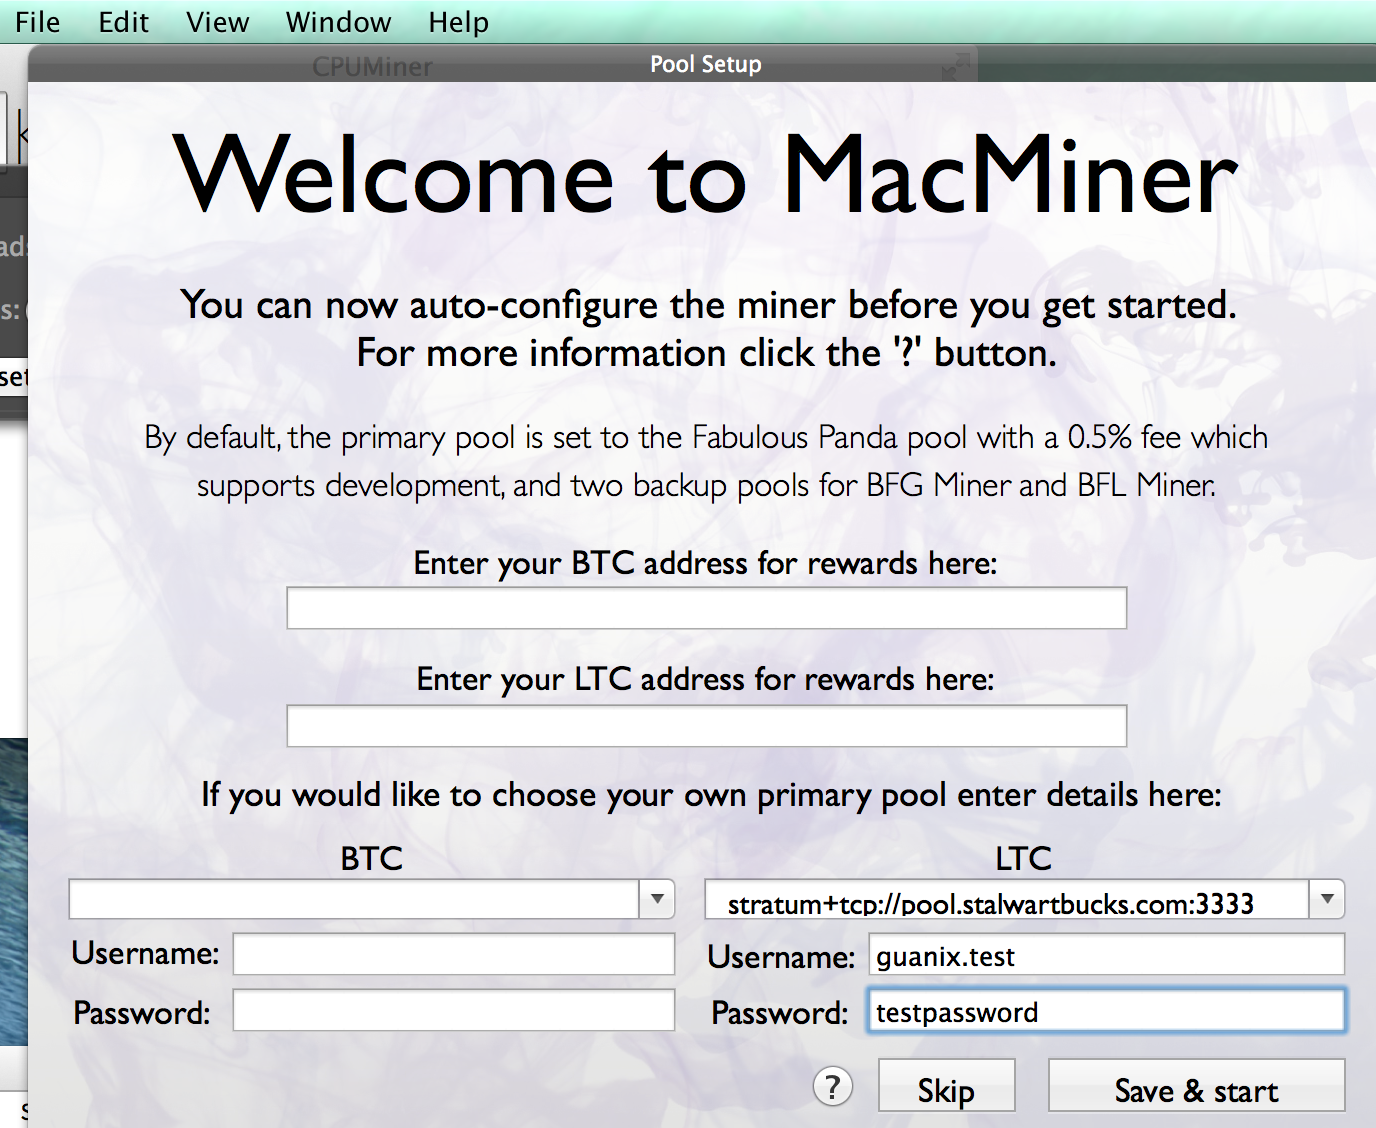 File Edit View Window Help
CPUMiner
Pool Setup
Welcome to MacMiner
You can now auto-configure the miner before you get started.
For more information click the '?' button.
By default, the primary pool is set to the Fabulous Panda pool with a 0.5% fee which
supports development, and two backup pools for BFG Miner and BFL Miner.
Enter your BTC address for rewards here:
Enter your LTC address for rewards here:
If you would like to choose your own primary pool enter details here:
BTC LTC
stratum+tcp://pool.stalwartbucks.com:3333
Username: Username: guanix.test
Password: Password: testpassword
? Skip Save & start